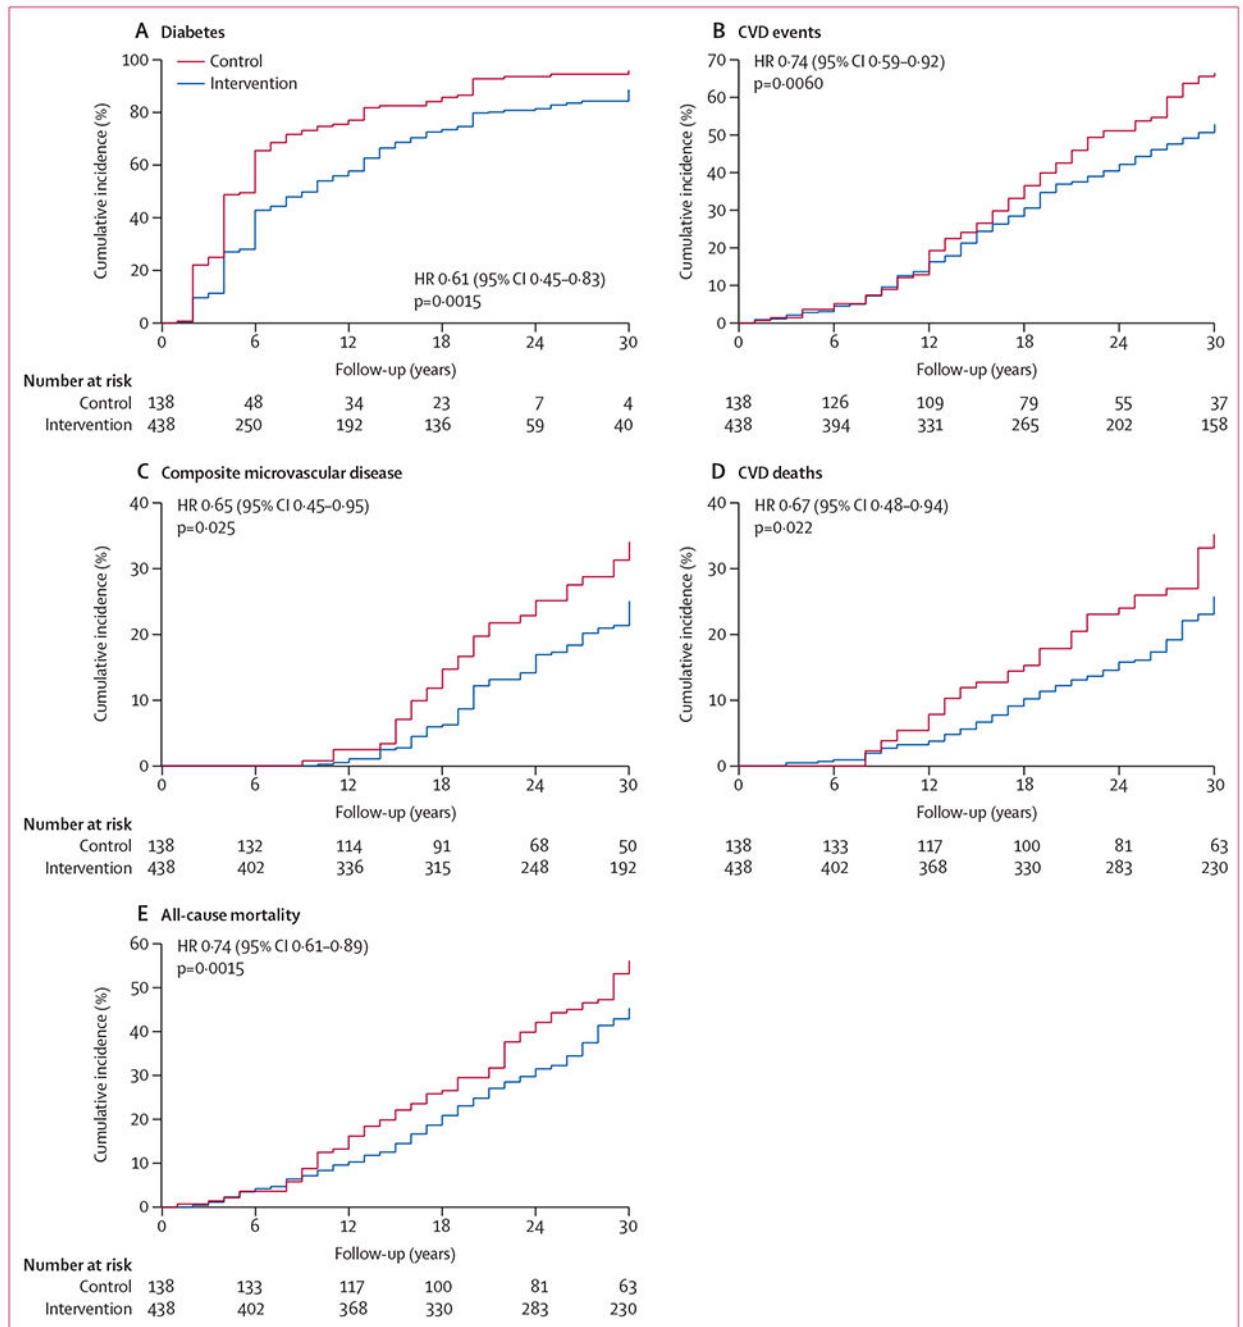 A Diabetes
Control
Intervention
100
80
60
40
20
0
Cumulative incidence (%)
HR 0·61 (95% CI 0·45–0·83)
p=0·0015
0 6 12 18 24 30
Follow-up (years)
Number at risk
Control 138 48 34 23 7 4
Intervention 438 250 192 136 59 40
B CVD events
HR 0·74 (95% CI 0·59–0·92)
p=0·0060
70
60
50
40
30
20
10
0
Cumulative incidence (%)
0 6 12 18 24 30
Follow-up (years)
138 126 109 79 55 37
438 394 331 265 202 158
C Composite microvascular disease
HR 0·65 (95% CI 0·45–0·95)
p=0·025
40
30
20
10
0
Cumulative incidence (%)
0 6 12 18 24 30
Follow-up (years)
Number at risk
Control 138 132 114 91 68 50
Intervention 438 402 336 315 248 192
D CVD deaths
HR 0·67 (95% CI 0·48–0·94)
p=0·022
40
30
20
10
0
Cumulative incidence (%)
0 6 12 18 24 30
Follow-up (years)
138 133 117 100 81 63
438 402 368 330 283 230
E All-cause mortality
HR 0·74 (95% CI 0·61–0·89)
p=0·0015
60
50
40
30
20
10
0
Cumulative incidence (%)
0 6 12 18 24 30
Follow-up (years)
Number at risk
Control 138 133 117 100 81 63
Intervention 438 402 368 330 283 230